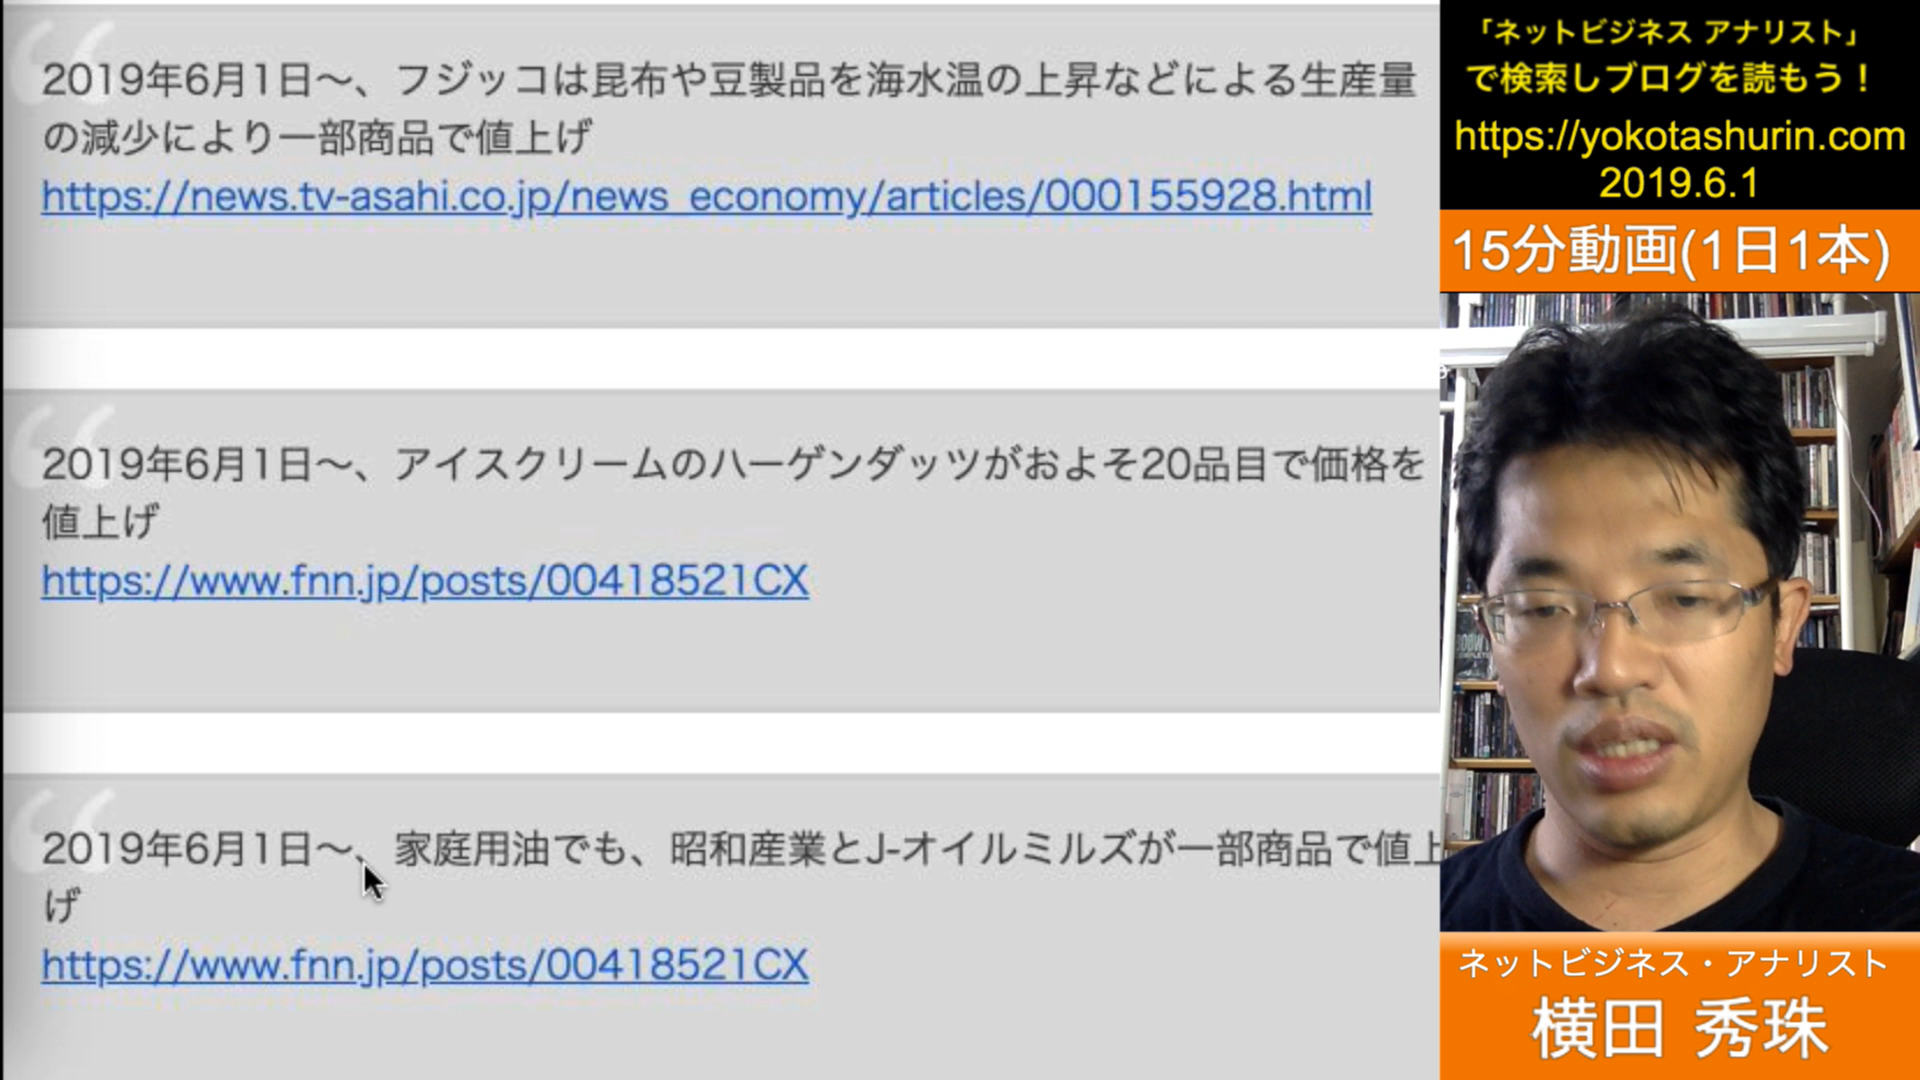 2019年6月1日〜、フジッコは昆布や豆製品を海水温の上昇などによる生産量
の減少により一部商品で値上げ
https://news.tv-asahi.co.jp/news_economy/articles/000155928.html
2019年6月1日〜、アイスクリームのハーゲンダッツがおよそ20品目で価格を
値上げ
https://www.fnn.jp/posts/00418521CX
2019年6月1日〜、家庭用油でも、昭和産業とJ-オイルミルズが一部商品で値上
げ
https://www.fnn.jp/posts/00418521CX
「ネットビジネス アナリスト」
で検索しブログを読もう！
https://yokotashurin.com
2019.6.1
15分動画(1日1本)
ネットビジネス・アナリスト
横田 秀珠